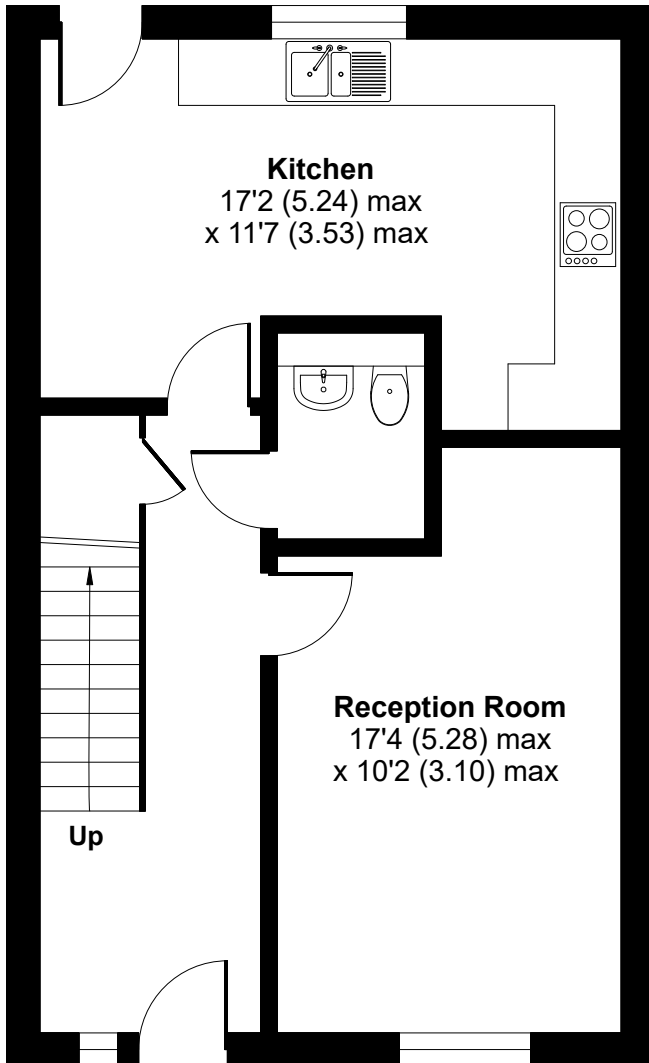 Kitchen
17'2 (5.24) max
x 11'7 (3.53) max
Reception Room
17'4 (5.28) max
x 10'2 (3.10) max
Up